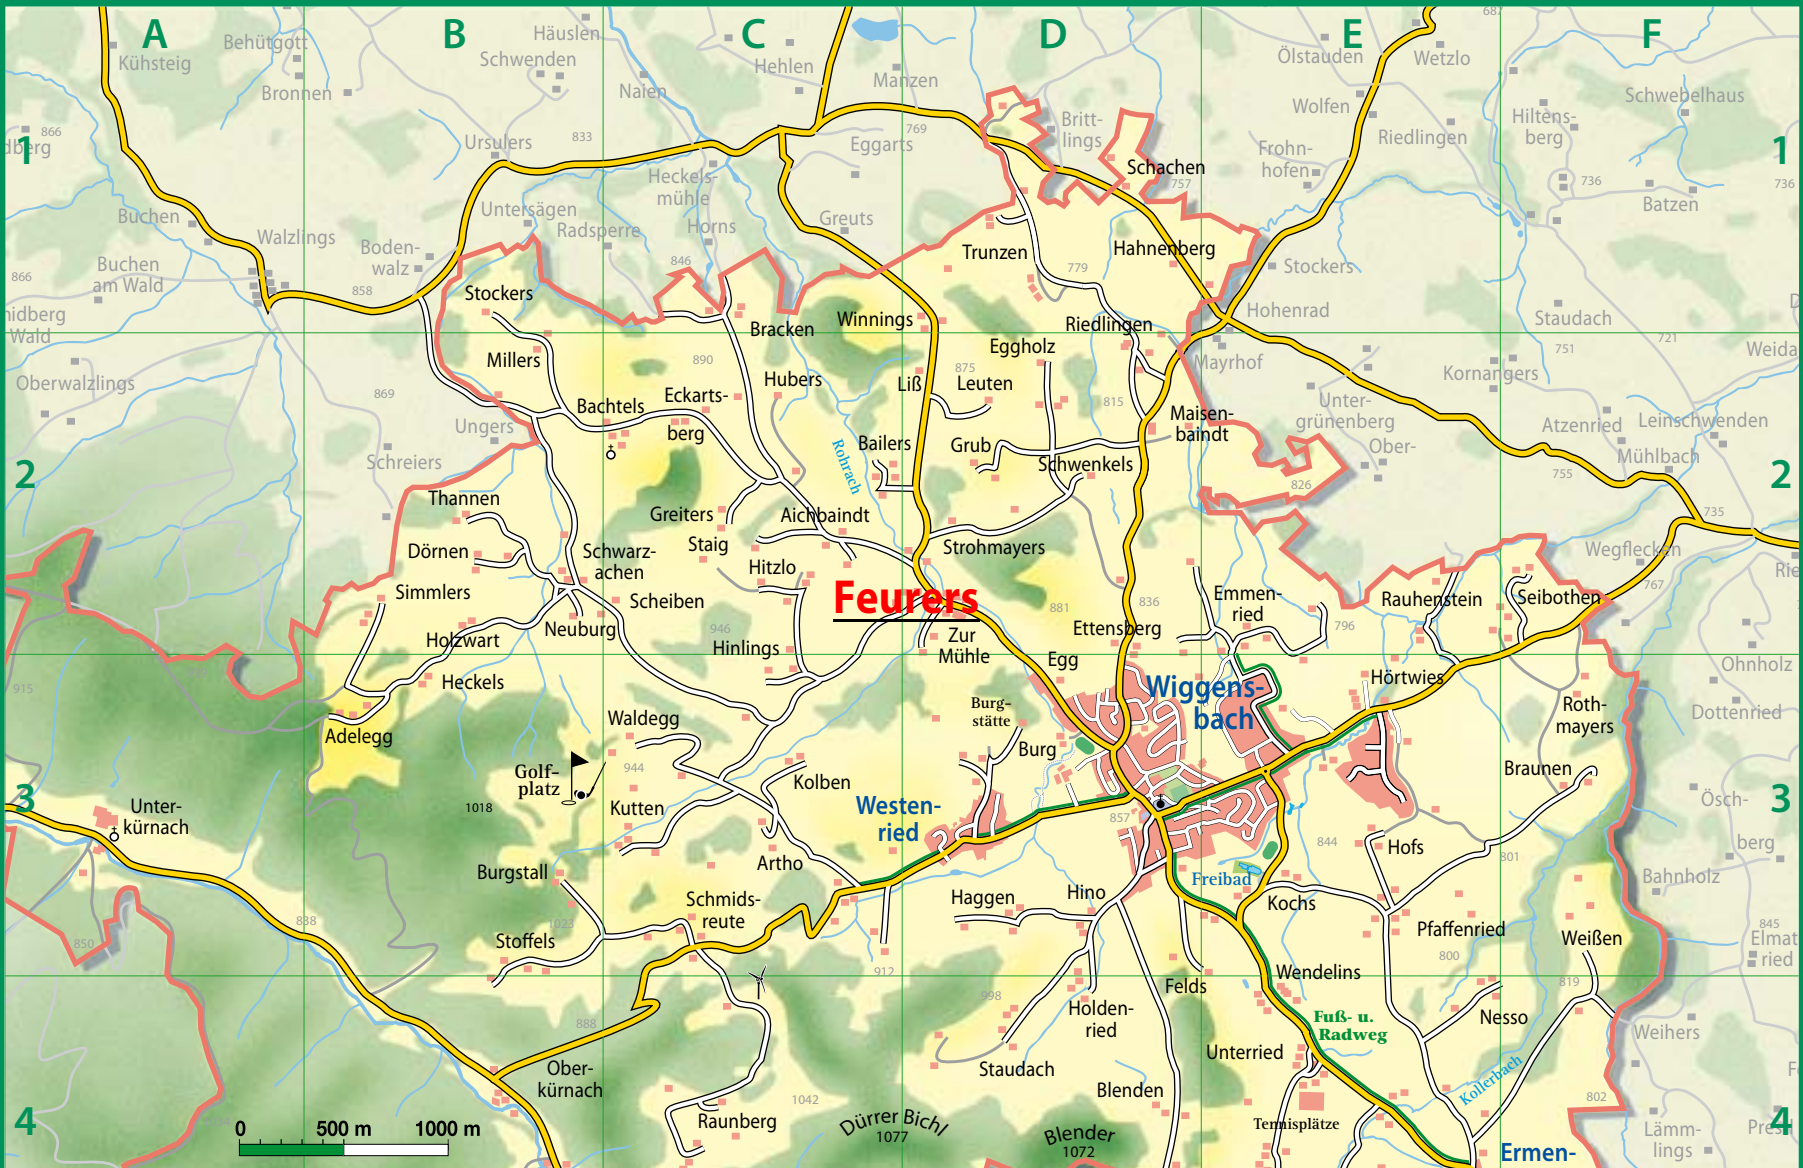 A
B
C
D
E
F
Kühsteig
Behütgott
Häuslen
Schwenden
Bronnen
Naien
Hehlen
Manzen
Ölstauden
Wetzlo
687
Schwebelhaus
1
866
dberg
Ursulers
833
769
Eggarts
Britt-
lings
Wolfen
Riedlingen
Hiltens-
berg
1
Frohn-
hofen
Schachen
757
736
736
Batzen
Heckels-
mühle
Untersägen
Radsperre
Horns
Greuts
Buchen
Walzlings
Boden-
walz
846
Trunzen
Hahnenberg
779
Stockers
866
Buchen
am Wald
858
Stockers
Hohenrad
Staudach
nidberg
Wald
Bracken
Winnings
Riedlingen
Mayrhof
751
721
Weida
Millers
890
Eggholz
875
Oberwalzlings
869
Eckarts-
berg
Hubers
Liß
Leuten
815
Kornangers
Bachtels
Maisen-
baindt
Unter-
grünenberg
Ober-
Atzenried
Leinschwenden
Mühlbach
Ungers
Schreiers
Rohrach
Bailers
Grub
Schwenkels
2
826
755
2
Thannen
Greiters
Aichbaindt
735
Staig
Strohmayers
Wegflecken
Dörnen
Schwarz-
achen
Hitzlo
767
Rie
Simmlers
Scheiben
Feurers
881
836
Emmen-
ried
Rauhenstein
Seibothen
Holzwart
Neuburg
946
Hinlings
Zur
Mühle
Ettensberg
796
Egg
Ohnholz
Heckels
Hörtwies
915
Wiggens-
bach
Burg-
stätte
Roth-
mayers
Dottenried
Waldegg
Adelegg
Burg
Golf-
platz
944
Kolben
Braunen
3
1018
Kutten
Westen-
ried
Ösch-
berg
3
Unter-
kürnach
857
844
Hofs
801
Burgstall
Artho
Freibad
Bahnholz
Schmids-
reute
Haggen
Hino
Kochs
838
1023
Pfaffenried
845
850
Stoffels
Weißen
Elmat
ried
912
Wendelins
800
819
Felds
998
Holden-
ried
Fuß- u.
Radweg
Nesso
888
Weihers
Unterried
Ober-
kürnach
Staudach
Kollerbach
Blenden
802
1042
4
0
500 m
1000 m
Raunberg
Dürrer Bichl
1077
Blender
1072
Tennisplätze
Lämm-
lings
4
Ermen-